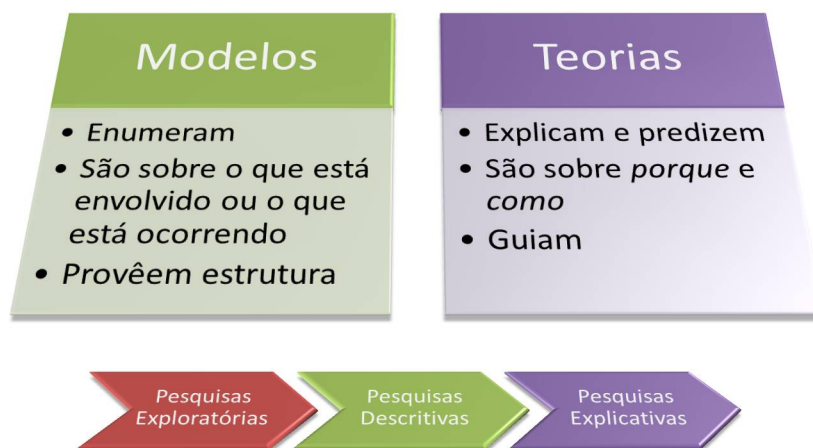 Modelos
• Enumeram
• São sobre o que está
envolvido ou o que
está ocorrendo
• Provêem estrutura
Teorias
• Explicam e predizem
• São sobre porque e
como
• Guiam
Pesquisas
Exploratórias
Pesquisas
Descritivas
Pesquisas
Explicativas